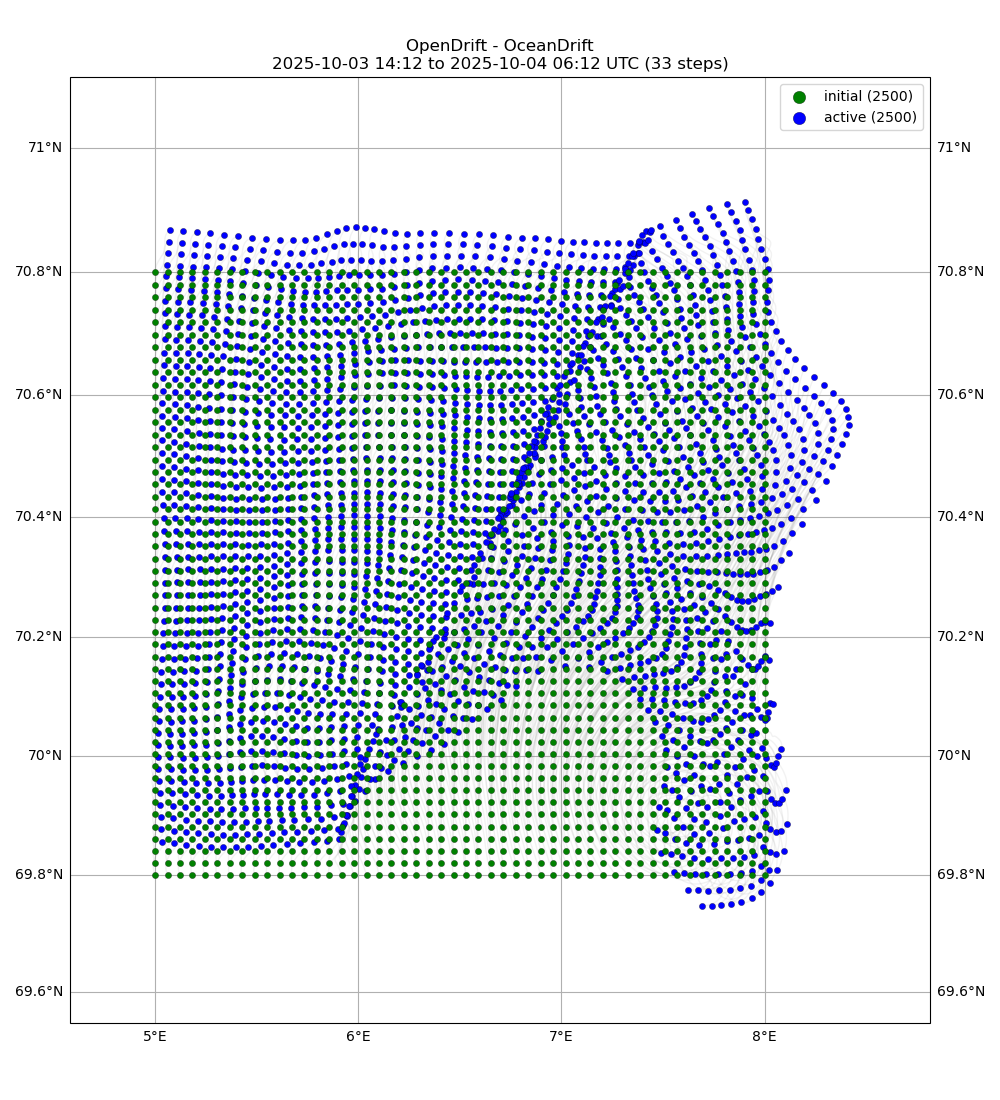 OpenDrift - OceanDrift
2025-10-03 14:12 to 2025-10-04 06:12 UTC (33 steps)
initial (2500)
active (2500)
71°N 71°N
70.8°N 70.8°N
70.6°N 70.6°N
70.4°N 70.4°N
70.2°N 70.2°N
70°N 70°N
69.8°N 69.8°N
69.6°N 69.6°N
5°E 6°E 7°E 8°E